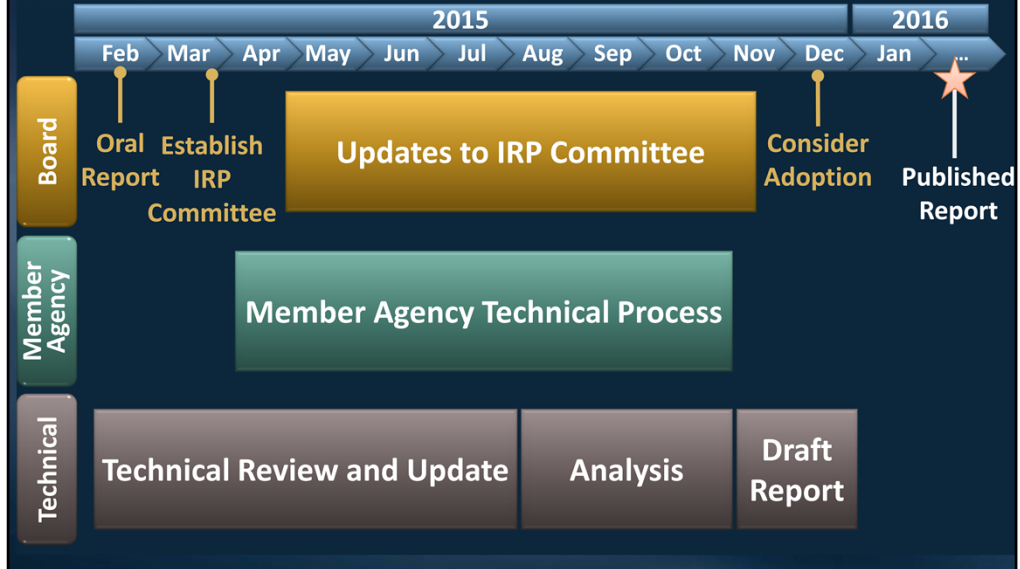 2015
2016
Feb Mar Apr May Jun Jul Aug Sep Oct Nov Dec Jan ...
Board
Oral
Report
Establish
IRP
Committee
Updates to IRP Committee
Consider
Adoption
Published
Report
Member
Agency
Member Agency Technical Process
Technical
Technical Review and Update
Analysis
Draft
Report